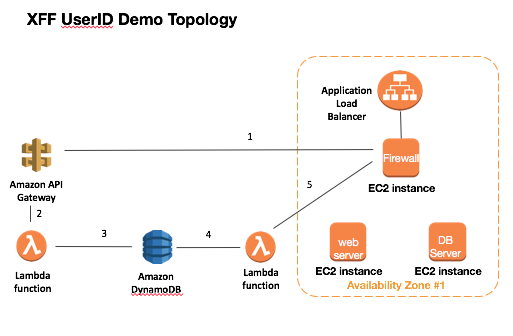 XFF UserID Demo Topology
Application
Load
Balancer
1
Firewall
EC2 instance
Amazon API
Gateway
5
2
3
4
Lambda
function
Amazon
DynamoDB
Lambda
function
web
server
EC2 instance
DB
Server
EC2 instance
Availability Zone #1